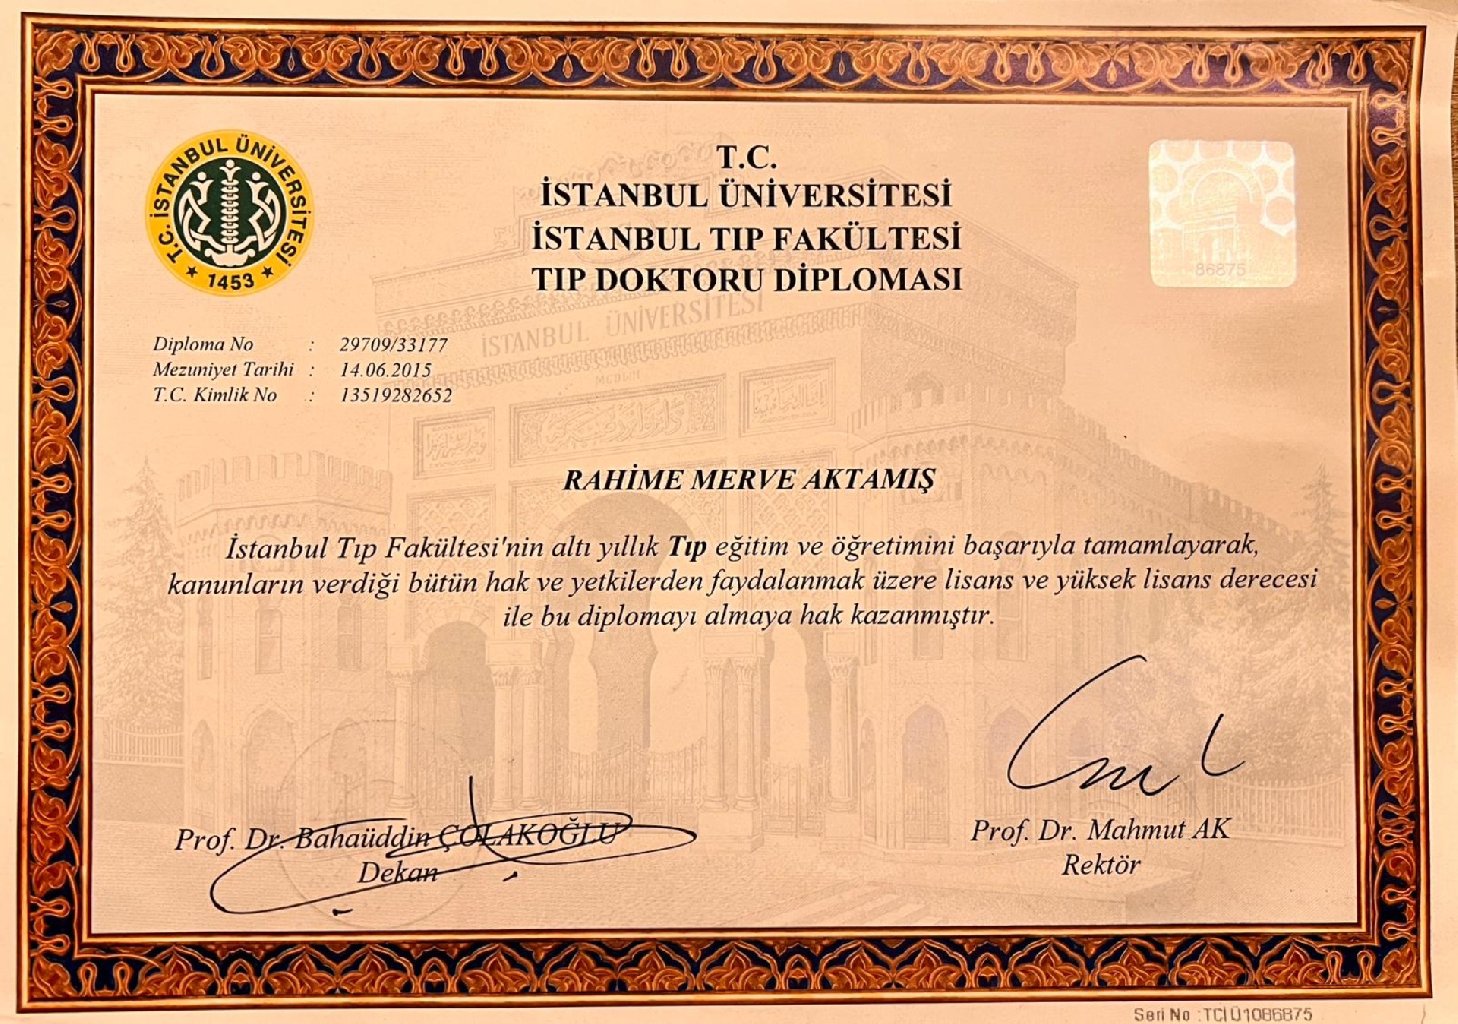 T.C. İSTANBUL ÜNİVERSİTESİ
1453
T.C.
İSTANBUL ÜNİVERSİTESİ
İSTANBUL TIP FAKÜLTESİ
TIP DOKTORU DİPLOMASI
86875
İSTANBUL ÜNİVERSİTESİ
Diploma No : 29709/33177
Mezuniyet Tarihi : 14.06.2015
T.C. Kimlik No : 13519282652
RAHİME MERVE AKTAMIŞ
İstanbul Tıp Fakültesi'nin altı yıllık Tıp eğitim ve öğretimini başarıyla tamamlayarak,
kanunların verdiği bütün hak ve yetkilerden faydalanmak üzere lisans ve yüksek lisans derecesi
ile bu diplomayı almaya hak kazanmıştır.
Prof. Dr. Bahaüddin ÇOLAKOĞLU
Dekan
Prof. Dr. Mahmut AK
Rektör
Seri No :TCİÜ1086875